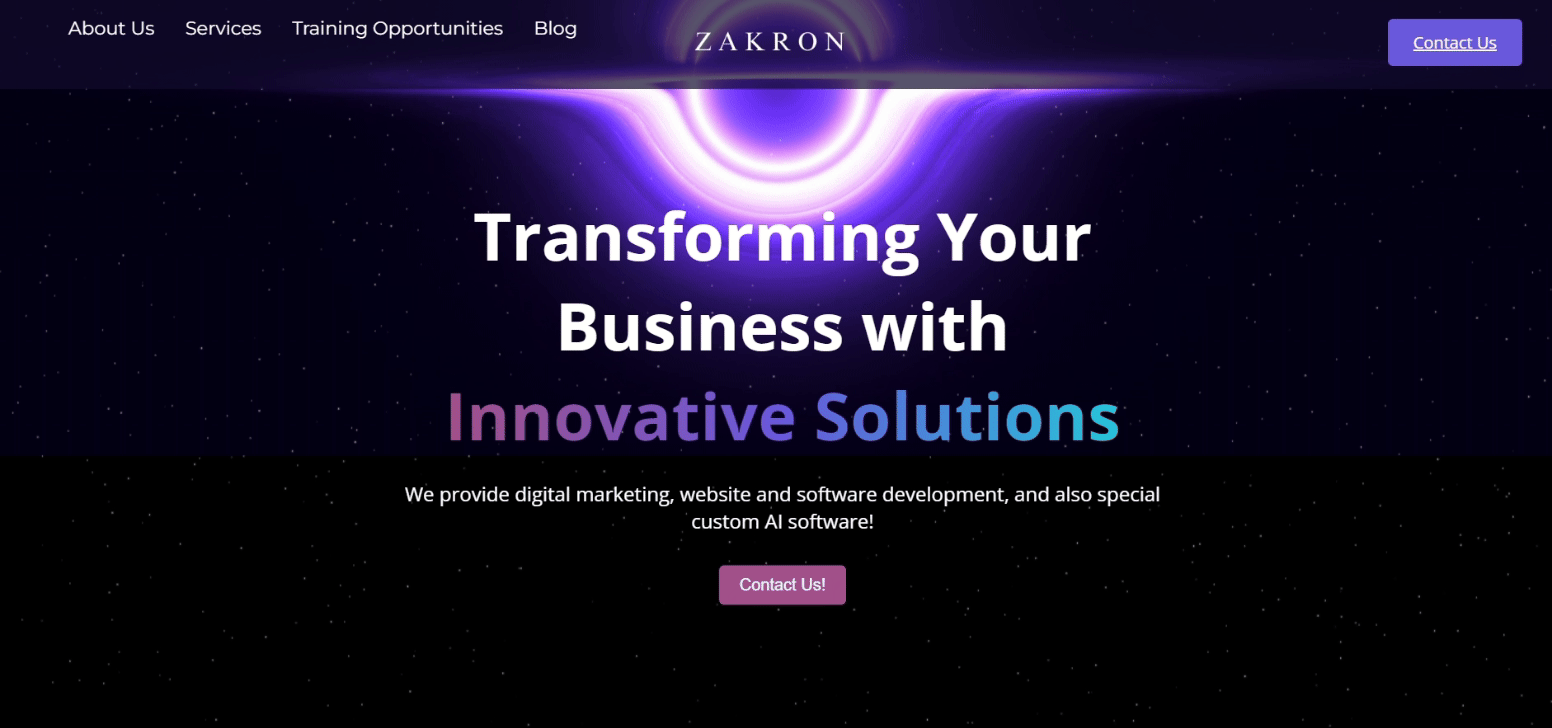 About Us Services Training Opportunities Blog ZAKRON Contact Us
Transforming Your
Business with
Innovative Solutions
We provide digital marketing, website and software development, and also special
custom AI software!
Contact Us!